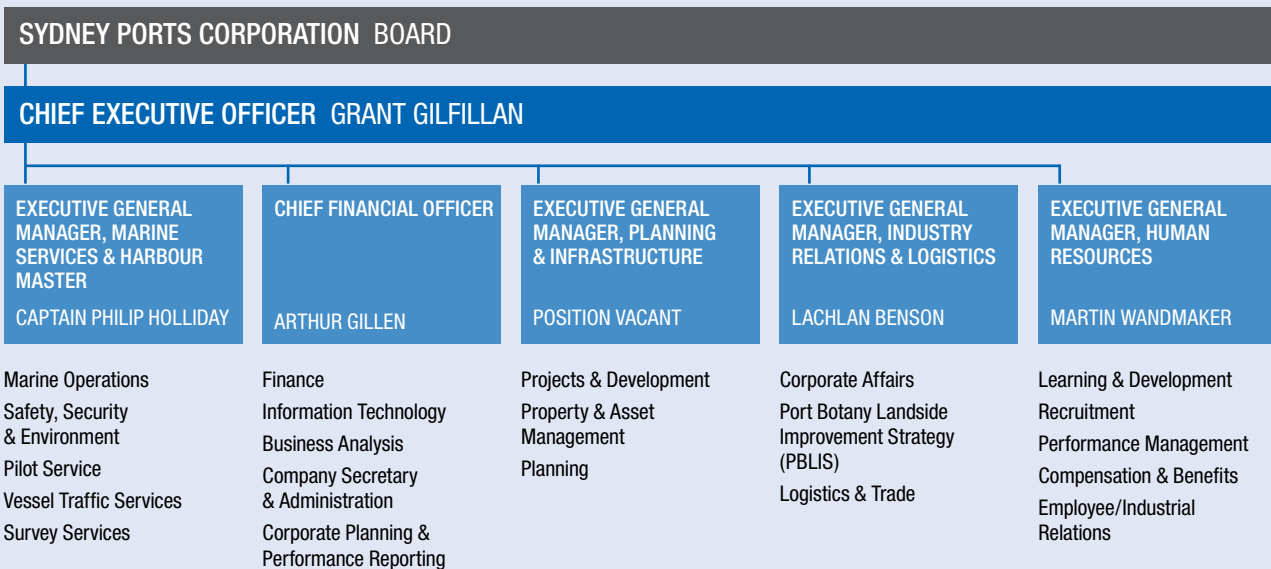 SYDNEY PORTS CORPORATION BOARD
CHIEF EXECUTIVE OFFICER GRANT GILFILLAN
EXECUTIVE GENERAL
MANAGER, MARINE
SERVICES & HARBOUR
MASTER
CAPTAIN PHILIP HOLLIDAY
Marine Operations
Safety, Security
& Environment
Pilot Service
Vessel Traffic Services
Survey Services
CHIEF FINANCIAL OFFICER
ARTHUR GILLEN
Finance
Information Technology
Business Analysis
Company Secretary
& Administration
Corporate Planning &
Performance Reporting
EXECUTIVE GENERAL
MANAGER, PLANNING
& INFRASTRUCTURE
POSITION VACANT
Projects & Development
Property & Asset
Management
Planning
EXECUTIVE GENERAL
MANAGER, INDUSTRY
RELATIONS & LOGISTICS
LACHLAN BENSON
Corporate Affairs
Port Botany Landside
Improvement Strategy
(PBLIS)
Logistics & Trade
EXECUTIVE GENERAL
MANAGER, HUMAN
RESOURCES
MARTIN WANDMAKER
Learning & Development
Recruitment
Performance Management
Compensation & Benefits
Employee/Industrial
Relations